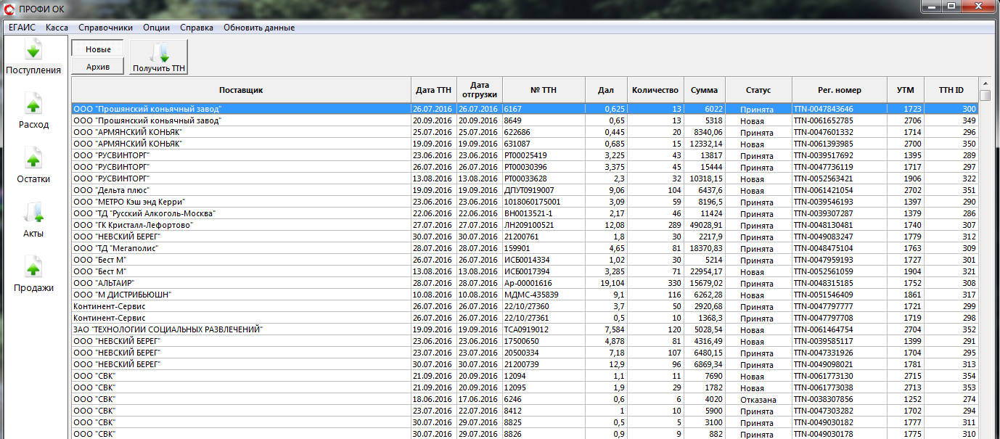 ПРОФИ ОК
ЕГАИС Касса Справочники Опции Справка Обновить данные
Поступления
Расход
Остатки
Акты
Продажи
Новые
Архив
Получить ТТН
Поставщик Дата ТТН Дата отгрузки № ТТН Дал Количество Сумма Статус Рег. номер УТМ ТТН ID
ООО "Прошянский коньячный завод" 26.07.2016 26.07.2016 6167 0,625 13 6022 Принята TTN-0047843646 1723 300
ООО "Прошянский коньячный завод" 20.09.2016 20.09.2016 8649 0,65 13 5318 Новая TTN-0061652785 2706 349
ООО "АРМЯНСКИЙ КОНЬЯК" 25.07.2016 25.07.2016 622686 0,445 20 8340,06 Принята TTN-0047601332 1714 296
ООО "АРМЯНСКИЙ КОНЬЯК" 19.09.2016 19.09.2016 631087 0,685 15 12332,14 Новая TTN-0061393985 2700 350
ООО "РУСВИНТОРГ" 23.06.2016 23.06.2016 РТ00025419 3,225 43 13817 Принята TTN-0039517692 1395 289
ООО "РУСВИНТОРГ" 26.07.2016 26.07.2016 РТ00030396 3,375 45 15444 Принята TTN-0047736119 1717 297
ООО "РУСВИНТОРГ" 13.08.2016 13.08.2016 РТ00033628 2,3 32 10318,15 Новая TTN-0052563421 1906 322
ООО "Дельта плюс" 19.09.2016 19.09.2016 ДПУТ0919007 9,06 104 6437,6 Новая TTN-0061421054 2702 351
ООО "МЕТРО Кэш энд Керри" 23.06.2016 23.06.2016 1018060175001 3,09 59 8196,5 Принята TTN-0039546193 1397 290
ООО "ТД "Русский Алкоголь-Москва" 22.06.2016 22.06.2016 ВН0013521-1 2,17 46 11424 Принята TTN-0039307287 1379 286
ООО "ГК Кристалл-Лефортово" 27.07.2016 27.07.2016 ЛН209100521 12,08 289 49028,91 Принята TTN-0048130481 1740 307
ООО "НЕВСКИЙ БЕРЕГ" 30.07.2016 30.07.2016 21200761 1,8 30 2217,9 Принята TTN-0049083247 1779 312
ООО "ТД "Мегаполис" 28.07.2016 28.07.2016 159901 4,65 81 18370,83 Принята TTN-0048475104 1763 309
ООО "Бест М" 26.07.2016 26.07.2016 ИСБ0014334 1,02 30 5214 Принята TTN-0047959193 1727 301
ООО "Бест М" 13.08.2016 13.08.2016 ИСБ0017394 3,285 71 22954,17 Новая TTN-0052561059 1904 321
ООО "АЛЬТАИР" 28.07.2016 28.07.2016 Ар-00001616 19,104 330 15679,02 Принята TTN-0048315185 1752 308
ООО "М ДИСТРИБЬЮШН" 10.08.2016 10.08.2016 МДМС-435839 9,1 116 6262,28 Новая TTN-0051546409 1861 317
Континент-Сервис 26.07.2016 26.07.2016 22/10/27360 3,7 50 2920,68 Принята TTN-0047797777 1721 299
Континент-Сервис 26.07.2016 26.07.2016 22/10/27361 0,5 10 1368,3 Принята TTN-0047797708 1719 298
ЗАО "ТЕХНОЛОГИИ СОЦИАЛЬНЫХ РАЗВЛЕЧЕНИЙ" 19.09.2016 19.09.2016 ТСА0919012 7,584 120 5028,54 Новая TTN-0061464754 2704 352
ООО "НЕВСКИЙ БЕРЕГ" 23.06.2016 23.06.2016 17500650 4,878 81 4316,49 Новая TTN-0039585117 1399 291
ООО "НЕВСКИЙ БЕРЕГ" 23.07.2016 23.07.2016 20500334 7,18 107 6480,15 Принята TTN-0047331926 1704 295
ООО "НЕВСКИЙ БЕРЕГ" 30.07.2016 30.07.2016 21200739 12,9 96 6869,34 Принята TTN-0049098021 1781 313
ООО "СВК" 21.09.2016 20.09.2016 12094 1,1 11 7690 Новая TTN-0061773130 2715 354
ООО "СВК" 21.09.2016 20.09.2016 12095 1,9 29 1782 Новая TTN-0061773038 2713 353
ООО "СВК" 18.06.2016 17.06.2016 6246 0,6 6 4020 Отказана TTN-0038307856 1252 274
ООО "СВК" 23.07.2016 22.07.2016 8412 1 10 5900 Принята TTN-0047303282 1702 294
ООО "СВК" 30.07.2016 29.07.2016 8825 0,5 5 3100 Принята TTN-0049030182 1777 311
ООО "СВК" 30.07.2016 29.07.2016 8826 0,9 9 882 Принята TTN-0049030178 1775 310